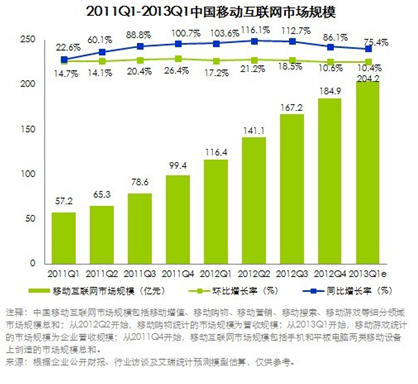 2011Q1-2013Q1中国移动互联网市场规模
22.6% 60.1% 88.8% 100.7% 103.6% 116.1% 112.7% 86.1% 75.4%
14.7% 14.1% 20.4% 26.4% 17.2% 21.2% 18.5% 10.6% 10.4%
250
200
150
100
50
0
57.2 65.3 78.6 99.4 116.4 141.1 167.2 184.9 204.2
2011Q1 2011Q2 2011Q3 2011Q4 2012Q1 2012Q2 2012Q3 2012Q4 2013Q1e
移动互联网市场规模（亿元） 环比增长率（%） 同比增长率（%）
注释：中国移动互联网市场规模包括移动增值、移动购物、移动营销、移动搜索、移动游戏等细分领域
市场规模总和；从2012Q2开始，移动购物统计的市场规模为营收规模；从2013Q1开始，移动游戏统计
的市场规模为企业营收规模；从2011Q4开始，移动互联网市场规模包括手机和平板电脑两类移动设备
上创造的市场规模总和。
来源：根据企业公开财报、行业访谈及艾瑞统计预测模型估算，仅供参考。